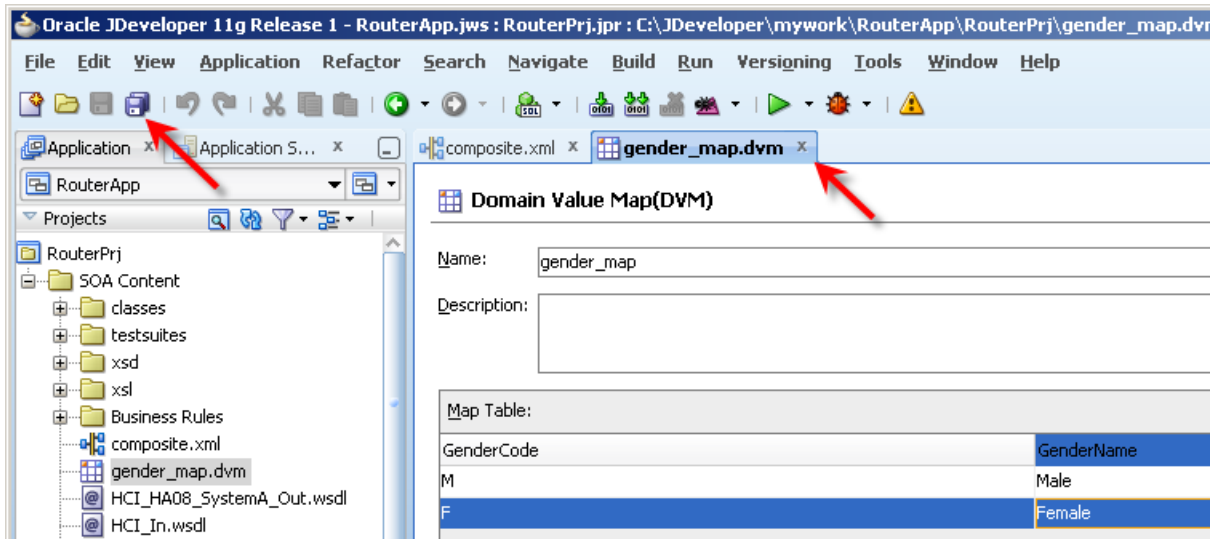 Oracle JDeveloper 11g Release 1 - RouterApp.jws : RouterPrj.jpr : C:\JDeveloper\mywork\RouterApp\RouterPrj\gender_map.dvm
File Edit View Application Refactor Search Navigate Build Run Versioning Tools Window Help
SQL
Application x Application S... x
composite.xml x gender_map.dvm x
RouterApp
Domain Value Map(DVM)
Projects
RouterPrj
Name: gender_map
SOA Content
classes
Description:
testsuites
xsd
xsl
Business Rules
Map Table:
composite.xml
GenderCode GenderName
gender_map.dvm
M Male
HCI_HA08_SystemA_Out.wsdl
F Female
HCI_In.wsdl